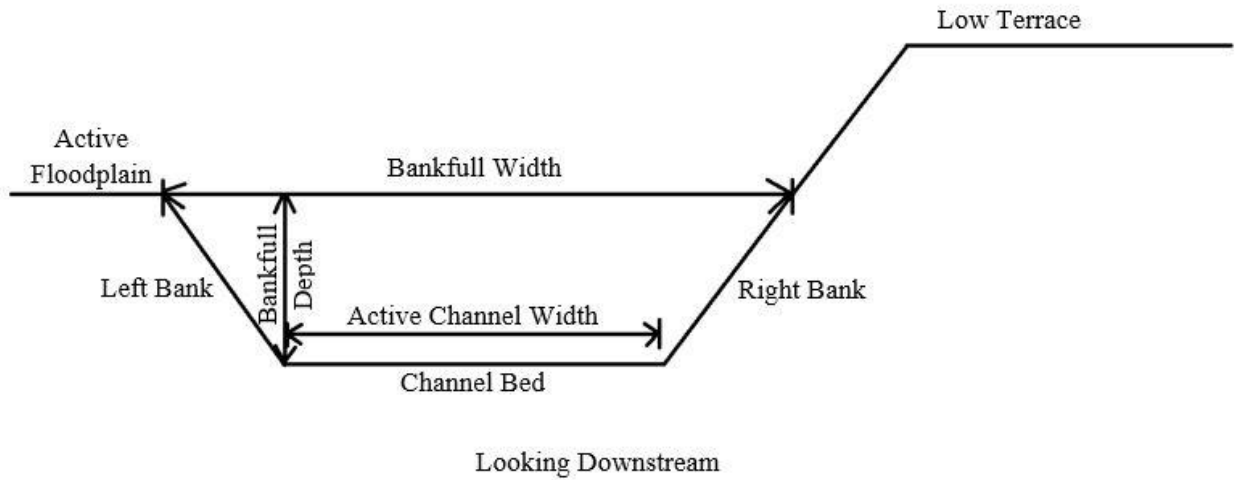 Low Terrace
Active
Floodplain
Bankfull Width
Bankfull
Depth
Left Bank
Right Bank
Active Channel Width
Channel Bed
Looking Downstream